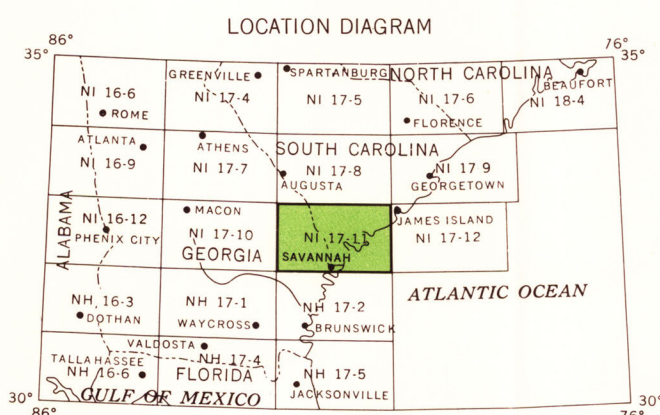 LOCATION DIAGRAM
86°
76°
35°
35°
GREENVILLE
SPARTANBURG
NORTH CAROLINA
BEAUFORT
NI 16-6
NI 17-4
NI 17-5
NI 17-6
NI 18-4
ROME
FLORENCE
ATLANTA
ATHENS
SOUTH CAROLINA
NI 16-9
NI 17-7
NI 17-8
NI 17 9
AUGUSTA
GEORGETOWN
ALABAMA
NI 16-12
MACON
JAMES ISLAND
PHENIX CITY
NI 17-10
NI 17-11
NI 17-12
GEORGIA
SAVANNAH
ATLANTIC OCEAN
NH 16-3
NH 17-1
NH 17-2
DOTHAN
WAYCROSS
BRUNSWICK
VALDOSTA
TALLAHASSEE
NH 17-4
NH 16-6
FLORIDA
NH 17-5
GULF OF MEXICO
JACKSONVILLE
30°
30°
86°
76°